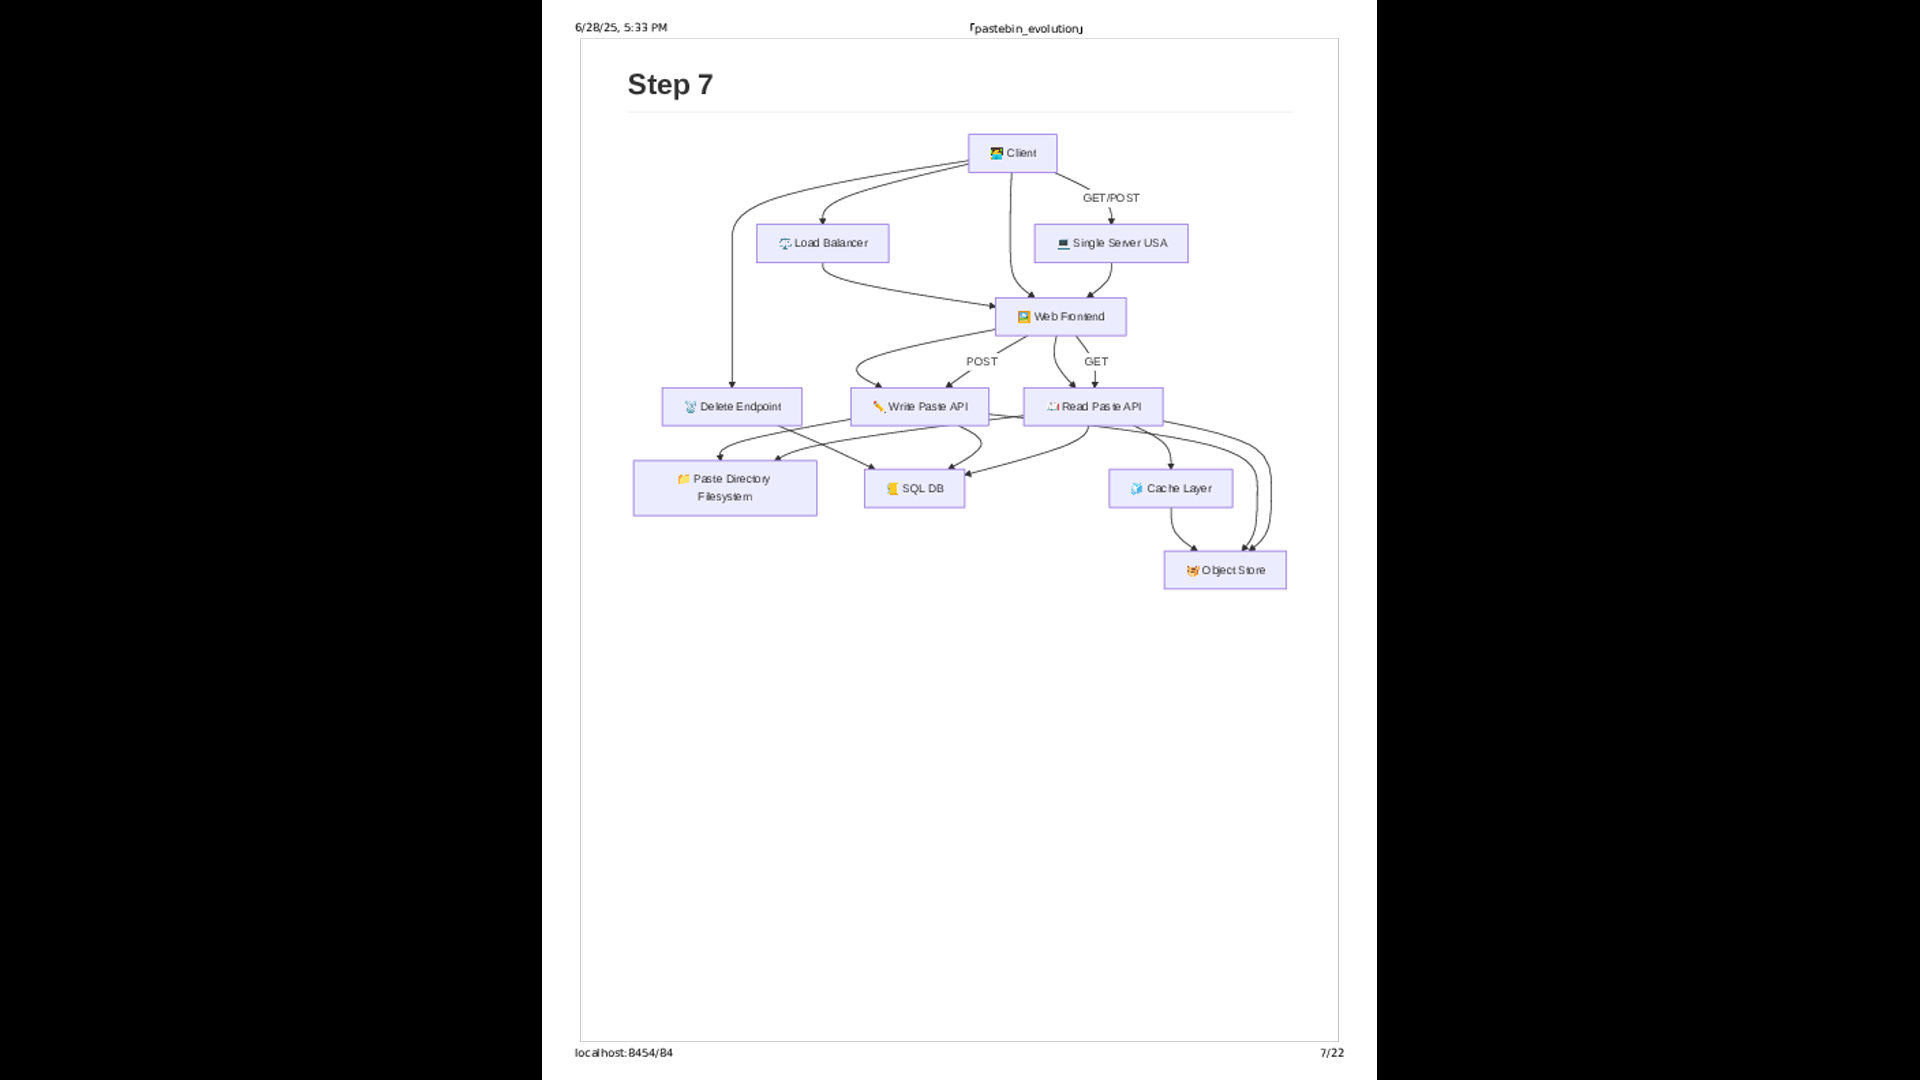 6/28/25, 5:33 PM
「pastebin_evolution」
Step 7
Client
GET/POST
Load Balancer
Single Server USA
Web Frontend
POST
GET
Delete Endpoint
Write Paste API
Read Paste API
Paste Directory
Filesystem
SQL DB
Cache Layer
Object Store
localhost:8454/84
7/22